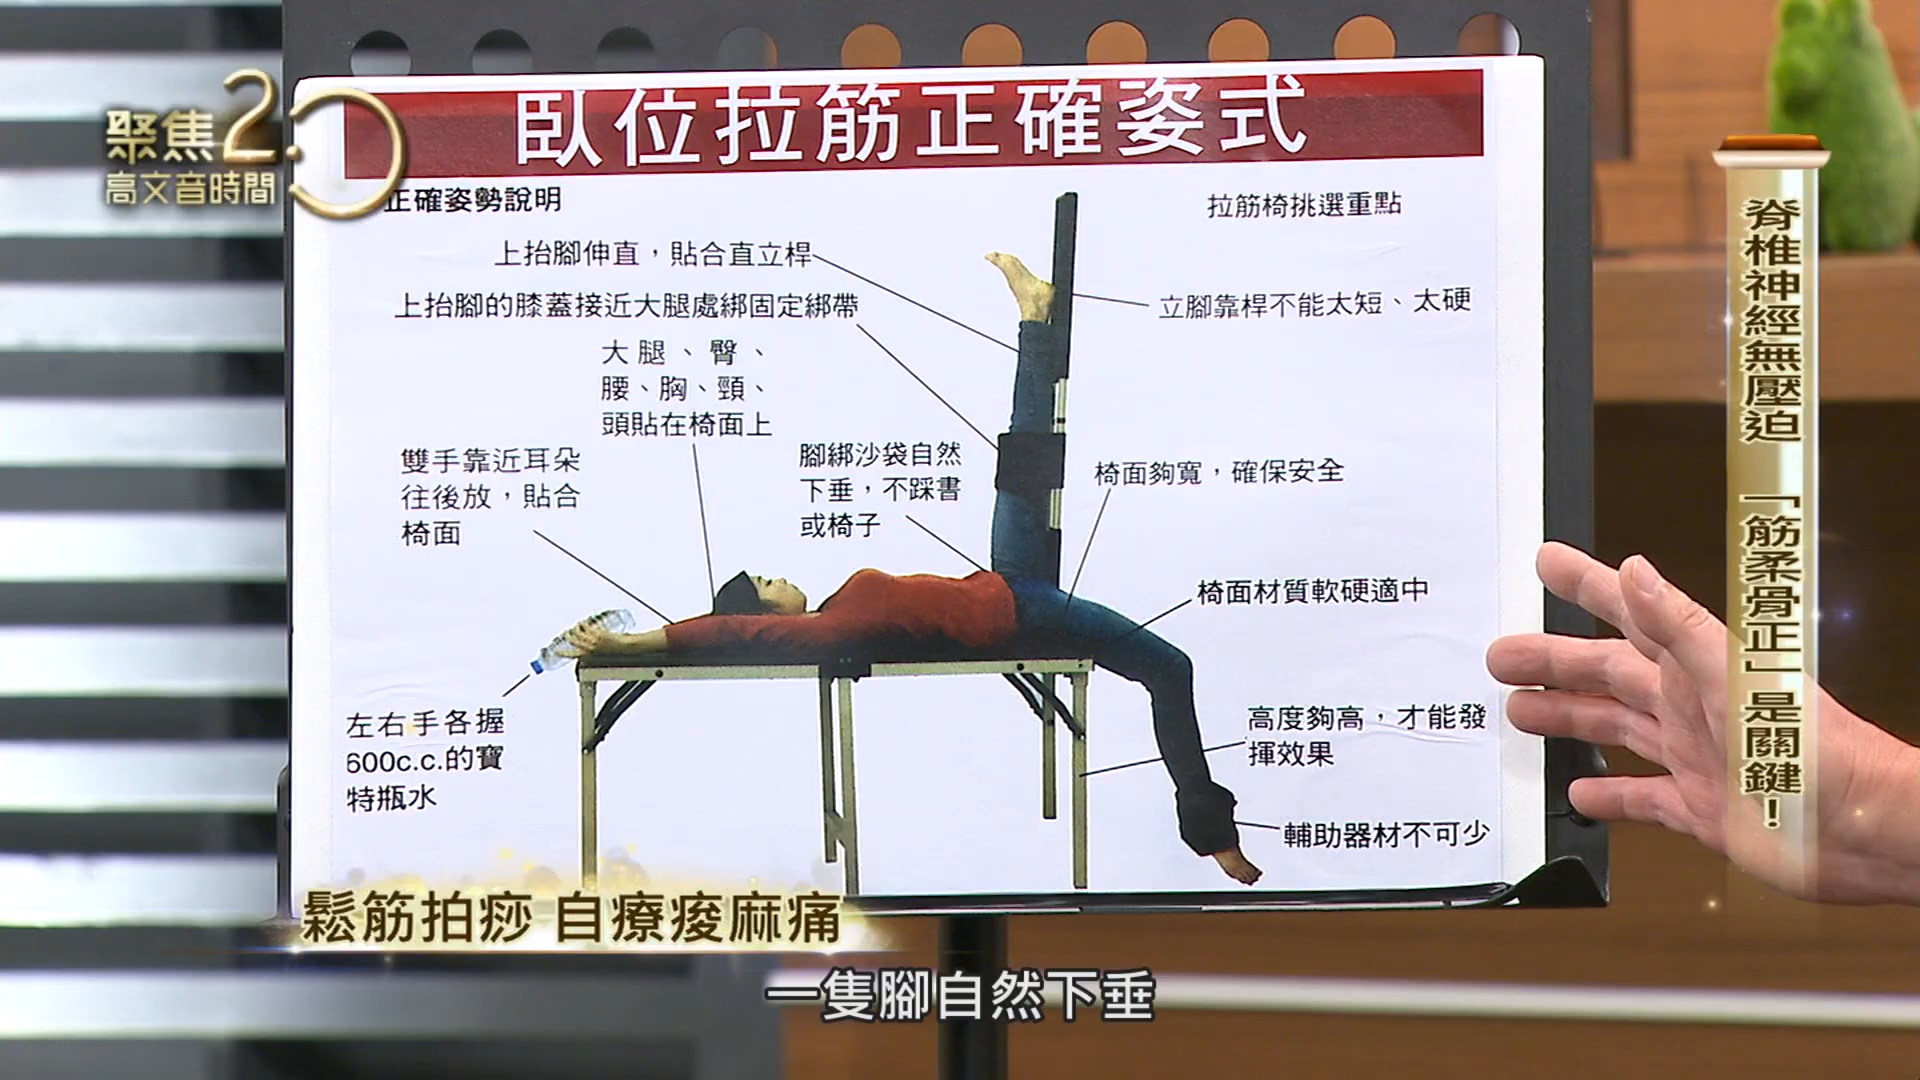 聚焦2.0
高文音時間
臥位拉筋正確姿式
正確姿勢說明
拉筋椅挑選重點
上抬腳伸直，貼合直立桿
上抬腳的膝蓋接近大腿處綁固定綁帶
立腳靠桿不能太短、太硬
大腿、臀、
腰、胸、頸、
頭貼在椅面上
雙手靠近耳朵
往後放，貼合
椅面
腳綁沙袋自然
下垂，不踩書
或椅子
椅面夠寬，確保安全
椅面材質軟硬適中
左右手各握
600c.c.的寶
特瓶水
高度夠高，才能發
揮效果
輔助器材不可少
脊椎神經無壓迫 「筋柔骨正」是關鍵！
鬆筋拍痧 自療痠麻痛
一隻腳自然下垂